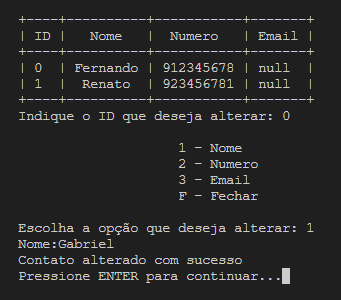 +----+----------+-----------+-------+
| ID |   Nome   |  Numero   | Email |
+----+----------+-----------+-------+
| 0  | Fernando | 912345678 | null  |
| 1  |  Renato  | 923456781 | null  |
+----+----------+-----------+-------+
Indique o ID que deseja alterar: 0
1 - Nome
2 - Numero
3 - Email
F - Fechar
Escolha a opção que deseja alterar: 1
Nome:Gabriel
Contato alterado com sucesso
Pressione ENTER para continuar...